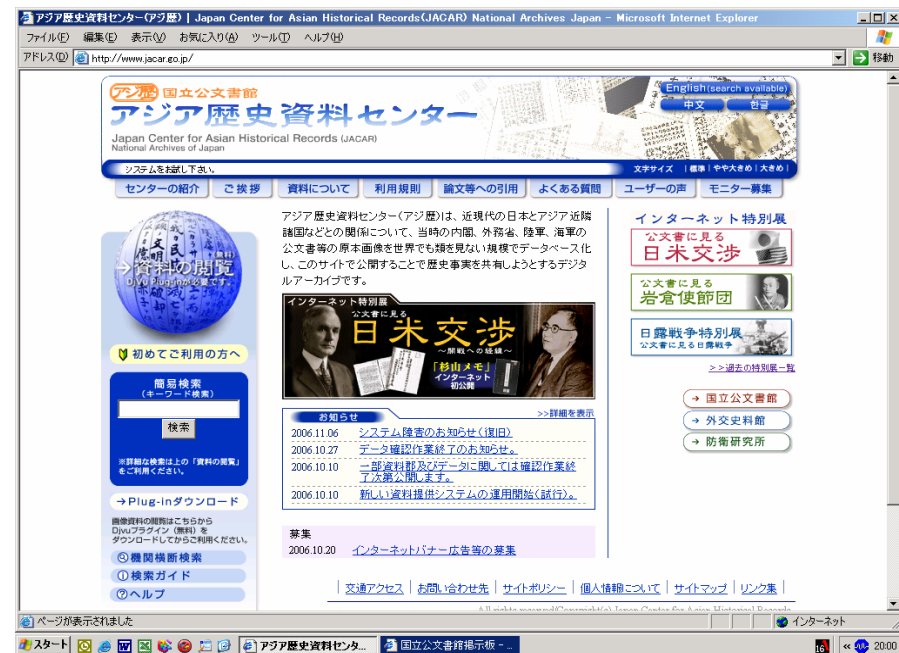 アジア歴史資料センター(アジ歴) | Japan Center for Asian Historical Records(JACAR) National Archives Japan - Microsoft Internet Explorer
ファイル(F) 編集(E) 表示(V) お気に入り(A) ツール(T) ヘルプ(H)
アドレス(D) http://www.jacar.go.jp/ 移動
アジ歴 国立公文書館
アジア歴史資料センター
Japan Center for Asian Historical Records (JACAR)
National Archives of Japan
English(search available)
中文 한글
システムをお試し下さい。
文字サイズ |標準|やや大きめ|大きめ|
センターの紹介 ご挨拶 資料について 利用規則 論文等への引用 よくある質問 ユーザーの声 モニター募集
→資料の閲覧(無料)
DjVu Pluginが必要です。
初めてご利用の方へ
簡易検索
(キーワード検索)
検索
※詳細な検索は上の「資料の閲覧」
をご利用ください。
→Plug-inダウンロード
画像資料の閲覧はこちらから
Djvuプラグイン(無料)を
ダウンロードしてからご利用ください。
機関横断検索
検索ガイド
ヘルプ
アジア歴史資料センター(アジ歴)は、近現代の日本とアジア近隣
諸国などとの関係について、当時の内閣、外務省、陸軍、海軍の
公文書等の原本画像を世界でも類を見ない規模でデータベース化
し、このサイトで公開することで歴史事実を共有しようとするデジタ
ルアーカイブです。
インターネット特別展
公文書に見る
日米交渉
～開戦への経緯～
「杉山メモ」
インターネット
初公開
お知らせ >>詳細を表示
2006.11.06 システム障害のお知らせ(復旧)
2006.10.27 データ確認作業終了のお知らせ。
2006.10.10 一部資料郡及びデータに関しては確認作業終
了次第公開します。
2006.10.10 新しい資料提供システムの運用開始(試行)。
募集
2006.10.20 インターネットバナー広告等の募集
インターネット特別展
公文書に見る
日米交渉
公文書に見る
岩倉使節団
日露戦争特別展
公文書に見る日露戦争
>>過去の特別展一覧
→ 国立公文書館
→ 外交史料館
→ 防衛研究所
| 交通アクセス | お問い合わせ先 | サイトポリシー | 個人情報について | サイトマップ | リンク集 |
All rights reserved/Copyright(c) Japan Center for Asian Historical Records
ページが表示されました インターネット
スタート アジア歴史資料センタ... 国立公文書館掲示板 - ... 16 « 20:00